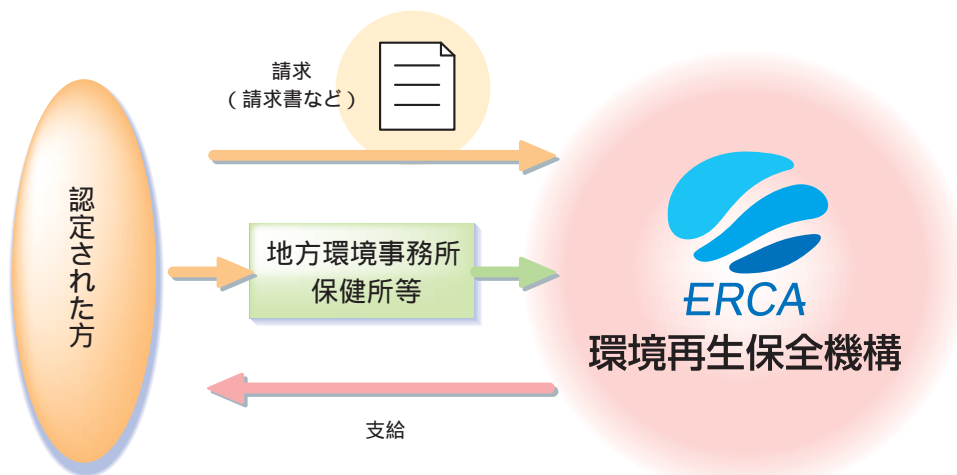 請求
（請求書など）
認定された方
地方環境事務所
保健所等
ERCA
環境再生保全機構
支給